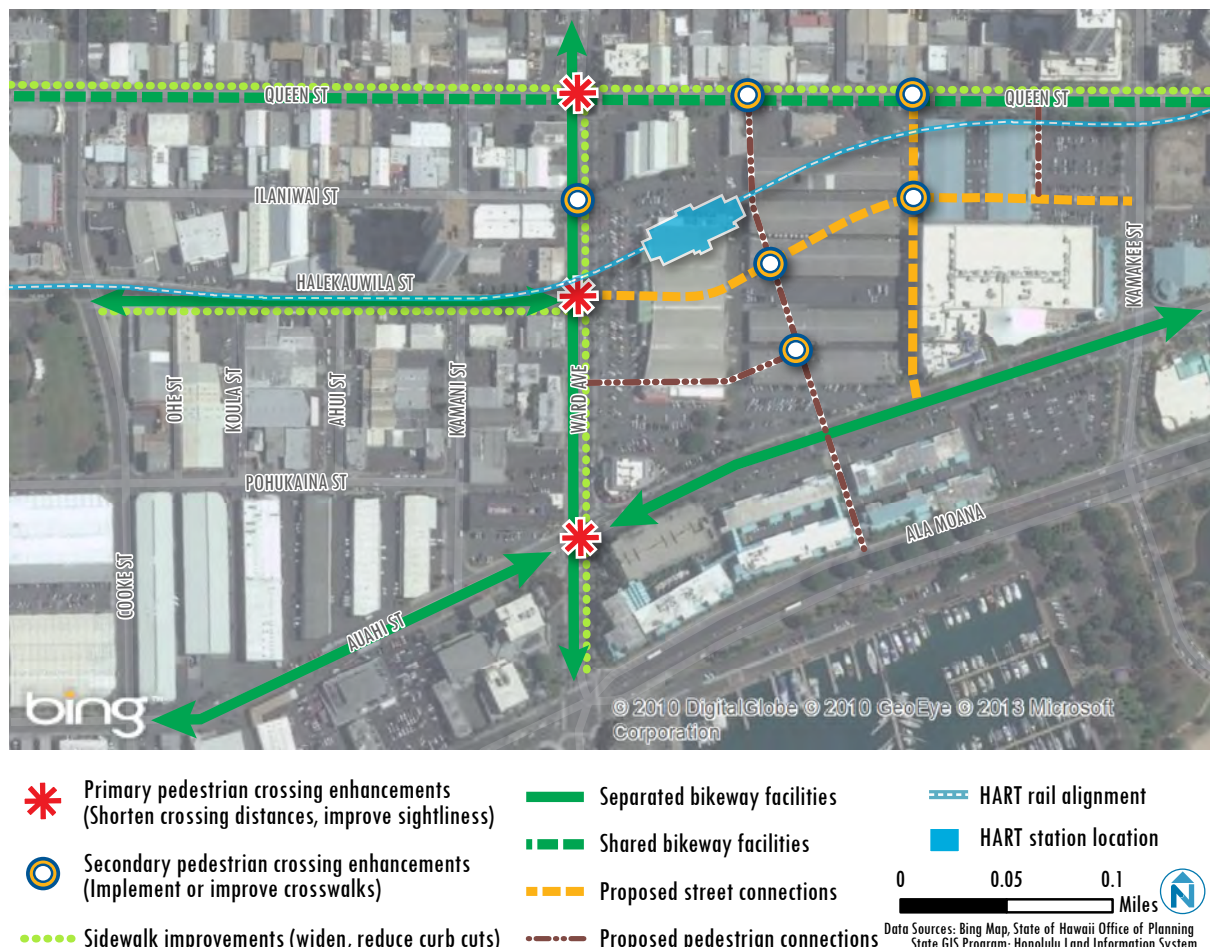 QUEEN ST
QUEEN ST
ILANIWAI ST
HALEKAUWILA ST
KAMAKEE ST
OHE ST
KOULA ST
AHUI ST
KAMANI ST
WARD AVE
POHUKAINA ST
ALA MOANA
COOKE ST
AUAHI ST
bing™
© 2010 DigitalGlobe © 2010 GeoEye © 2013 Microsoft
Corporation
Primary pedestrian crossing enhancements
(Shorten crossing distances, improve sightliness)
Secondary pedestrian crossing enhancements
(Implement or improve crosswalks)
Sidewalk improvements (widen, reduce curb cuts)
Separated bikeway facilities
Shared bikeway facilities
Proposed street connections
Proposed pedestrian connections
HART rail alignment
HART station location
0 0.05 0.1
Miles
N
Data Sources: Bing Map, State of Hawaii Office of Planning
State GIS Program; Honolulu Land Information System